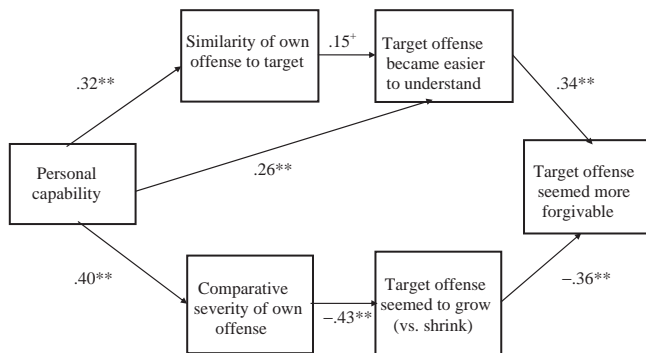 Similarity of own
offense to target
.15+
Target offense
became easier
to understand
.32**
.34**
.26**
Personal
capability
Target offense
seemed more
forgivable
.40**
Comparative
severity of own
offense
–.43**
Target offense
seemed to grow
(vs. shrink)
–.36**